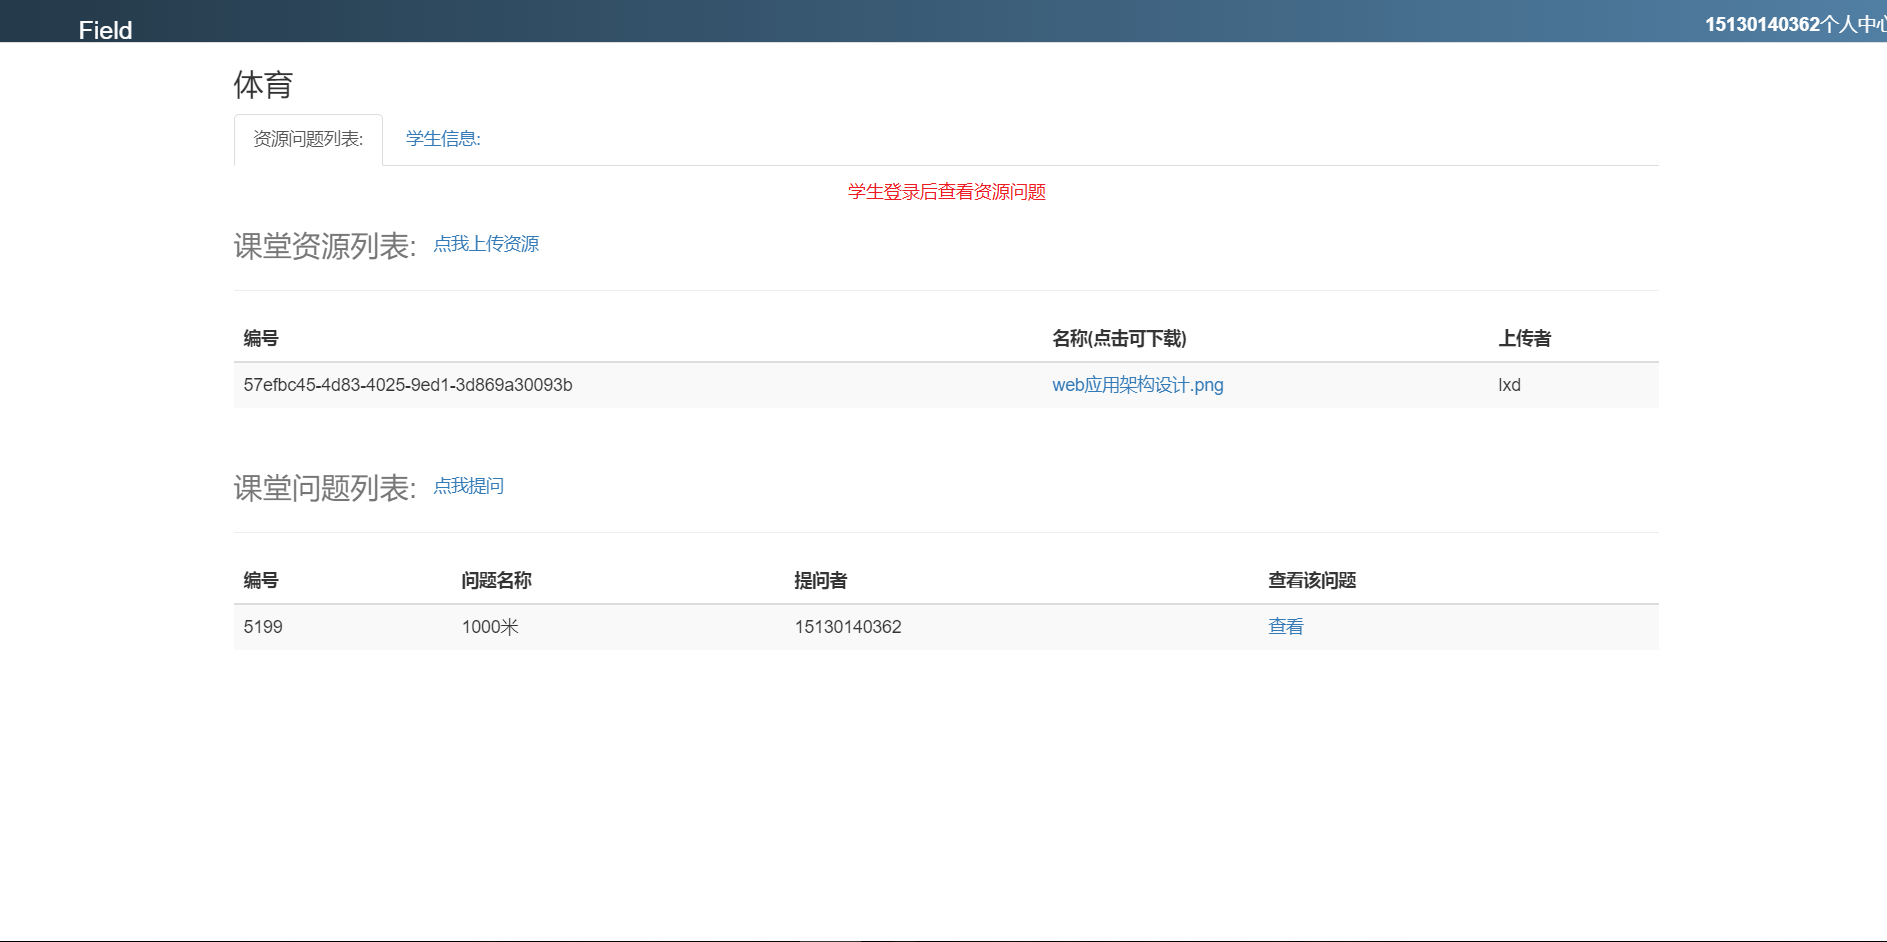 Field 15130140362个人中心
体育
资源问题列表: 学生信息:
学生登录后查看资源问题
课堂资源列表: 点我上传资源
编号 名称(点击可下载) 上传者
57efbc45-4d83-4025-9ed1-3d869a30093b web应用架构设计.png lxd
课堂问题列表: 点我提问
编号 问题名称 提问者 查看该问题
5199 1000米 15130140362 查看